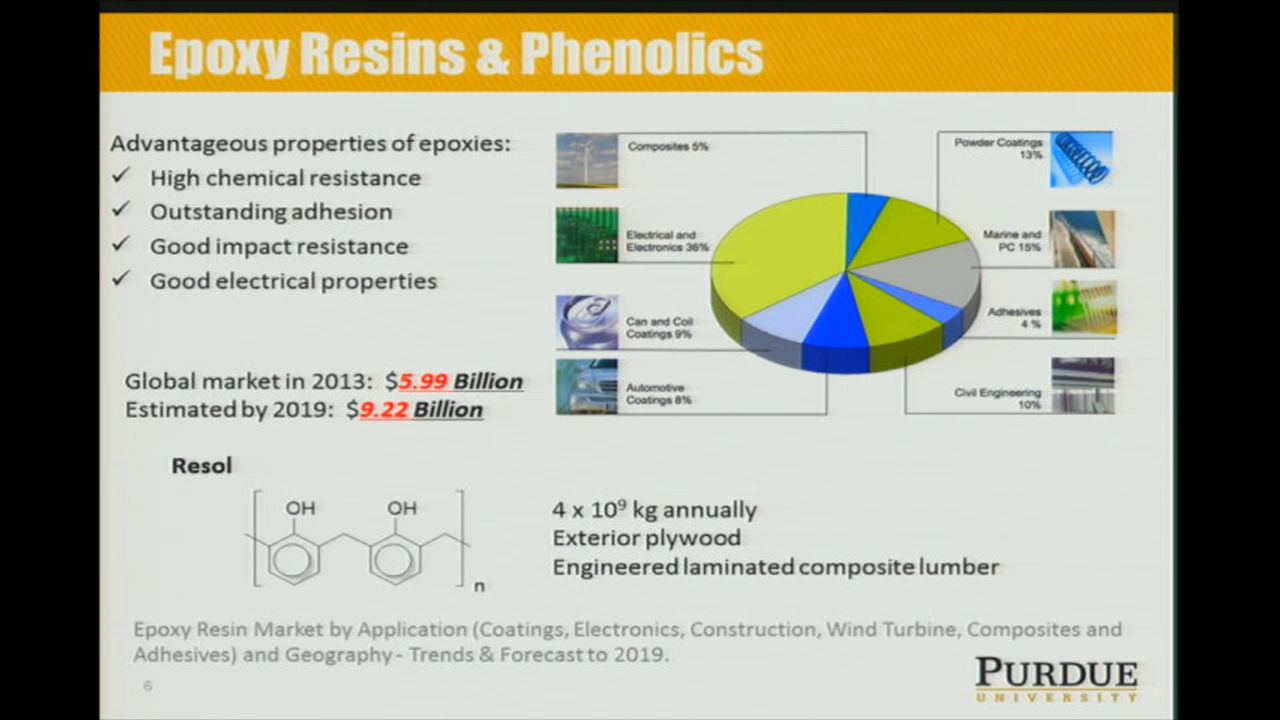 Epoxy Resins & Phenolics
Advantageous properties of epoxies:
✓ High chemical resistance
✓ Outstanding adhesion
✓ Good impact resistance
✓ Good electrical properties
Composites 5%
Electrical and
Electronics 36%
Can and Coil
Coatings 9%
Automotive
Coatings 8%
Powder Coatings
13%
Marine and
PC 15%
Adhesives
4 %
Civil Engineering
10%
Global market in 2013: $5.99 Billion
Estimated by 2019: $9.22 Billion
Resol
OH OH
n
4 x 10⁹ kg annually
Exterior plywood
Engineered laminated composite lumber
Epoxy Resin Market by Application (Coatings, Electronics, Construction, Wind Turbine, Composites and
Adhesives) and Geography - Trends & Forecast to 2019.
6
PURDUE
UNIVERSITY